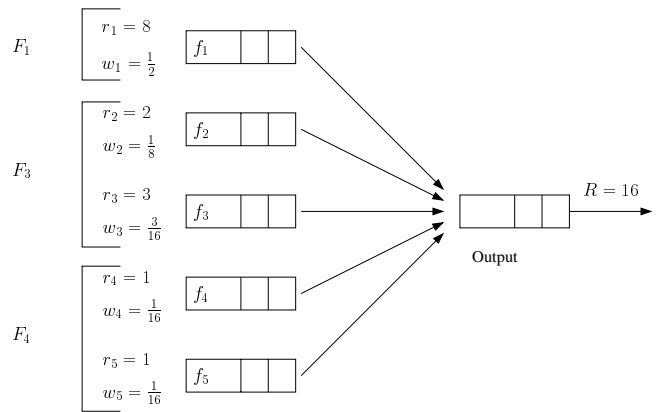 F₁
r₁ = 8
w₁ = 1/2
f₁
F₃
r₂ = 2
w₂ = 1/8
f₂
r₃ = 3
w₃ = 3/16
f₃
F₄
r₄ = 1
w₄ = 1/16
f₄
r₅ = 1
w₅ = 1/16
f₅
R = 16
Output